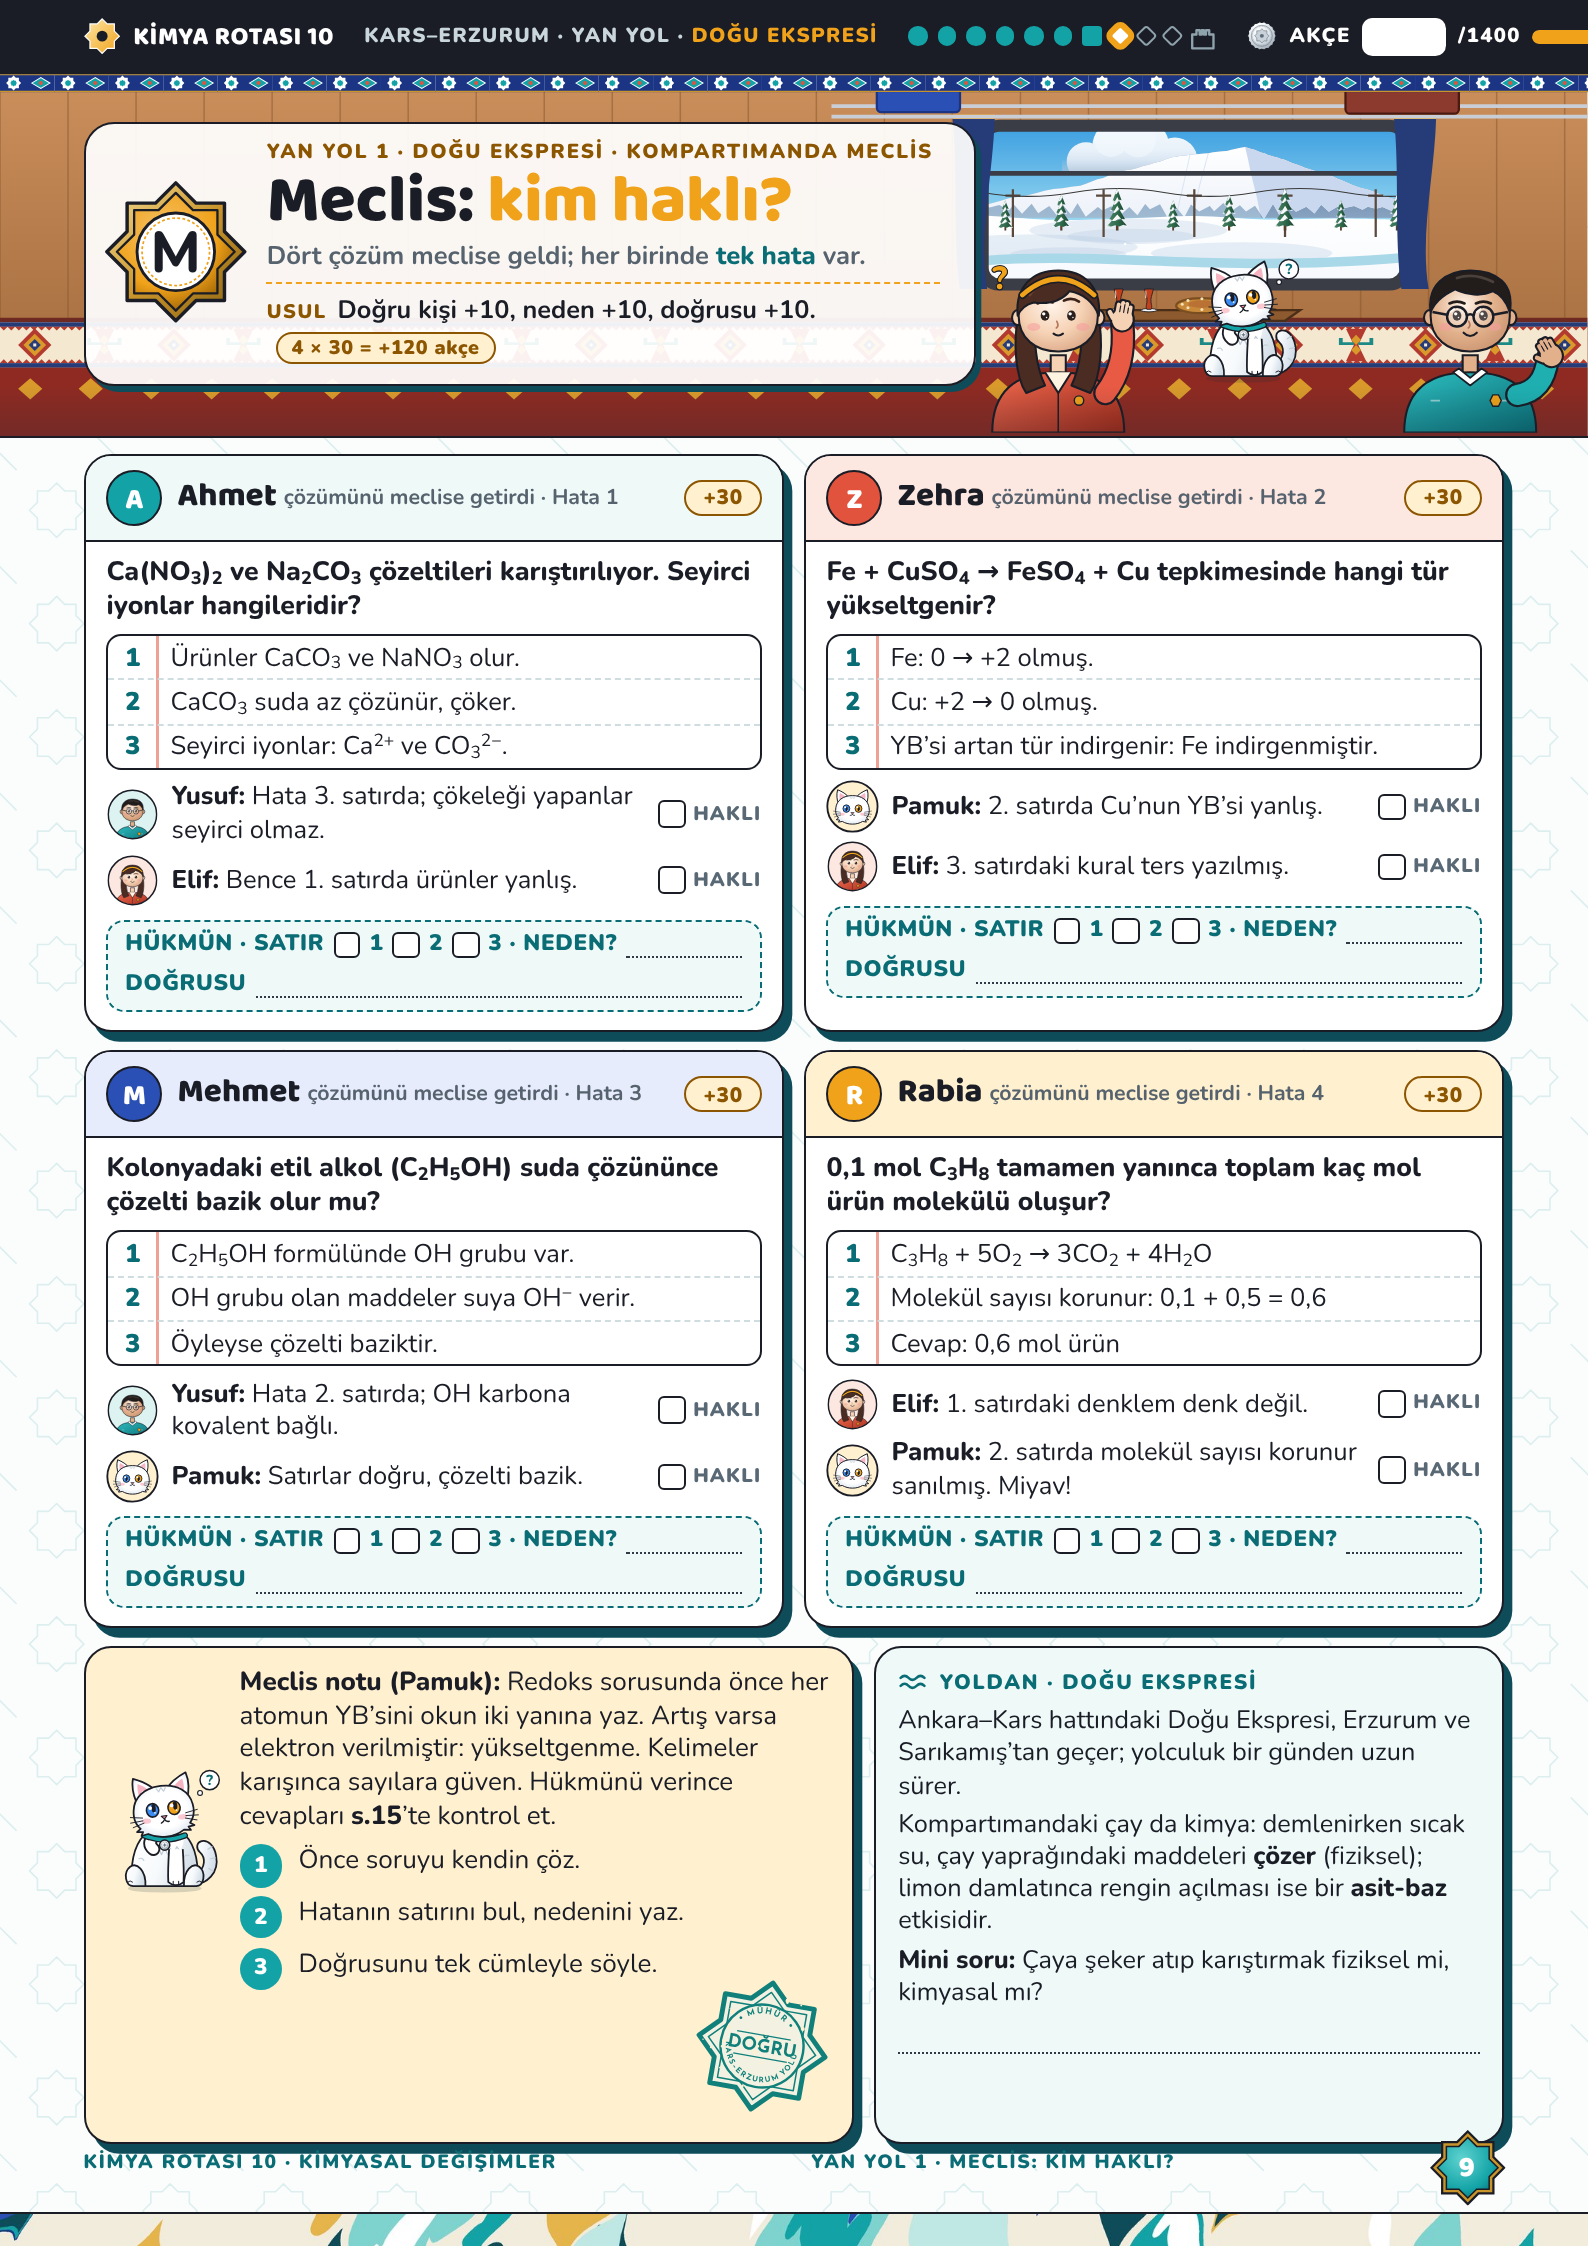 KİMYA ROTASI 10 KARS–ERZURUM · YAN YOL · DOĞU EKSPRESİ AKÇE /1400
YAN YOL 1 · DOĞU EKSPRESİ · KOMPARTIMANDA MECLİS
M
Meclis: kim haklı?
Dört çözüm meclise geldi; her birinde tek hata var.
USUL Doğru kişi +10, neden +10, doğrusu +10.
4 × 30 = +120 akçe
?
?
A Ahmet çözümünü meclise getirdi · Hata 1 +30
Ca(NO₃)₂ ve Na₂CO₃ çözeltileri karıştırılıyor. Seyirci
iyonlar hangileridir?
1 Ürünler CaCO₃ ve NaNO₃ olur.
2 CaCO₃ suda az çözünür, çöker.
3 Seyirci iyonlar: Ca²⁺ ve CO₃²⁻.
Yusuf: Hata 3. satırda; çökeleği yapanlar
seyirci olmaz.
HAKLI
Elif: Bence 1. satırda ürünler yanlış. HAKLI
HÜKMÜN · SATIR 1 2 3 · NEDEN?
DOĞRUSU
Z Zehra çözümünü meclise getirdi · Hata 2 +30
Fe + CuSO₄ → FeSO₄ + Cu tepkimesinde hangi tür
yükseltgenir?
1 Fe: 0 → +2 olmuş.
2 Cu: +2 → 0 olmuş.
3 YB’si artan tür indirgenir: Fe indirgenmiştir.
Pamuk: 2. satırda Cu’nun YB’si yanlış. HAKLI
Elif: 3. satırdaki kural ters yazılmış. HAKLI
HÜKMÜN · SATIR 1 2 3 · NEDEN?
DOĞRUSU
M Mehmet çözümünü meclise getirdi · Hata 3 +30
Kolonyadaki etil alkol (C₂H₅OH) suda çözününce
çözelti bazik olur mu?
1 C₂H₅OH formülünde OH grubu var.
2 OH grubu olan maddeler suya OH⁻ verir.
3 Öyleyse çözelti baziktir.
Yusuf: Hata 2. satırda; OH karbona
kovalent bağlı.
HAKLI
Pamuk: Satırlar doğru, çözelti bazik. HAKLI
HÜKMÜN · SATIR 1 2 3 · NEDEN?
DOĞRUSU
R Rabia çözümünü meclise getirdi · Hata 4 +30
0,1 mol C₃H₈ tamamen yanınca toplam kaç mol
ürün molekülü oluşur?
1 C₃H₈ + 5O₂ → 3CO₂ + 4H₂O
2 Molekül sayısı korunur: 0,1 + 0,5 = 0,6
3 Cevap: 0,6 mol ürün
Elif: 1. satırdaki denklem denk değil. HAKLI
Pamuk: 2. satırda molekül sayısı korunur
sanılmış. Miyav!
HAKLI
HÜKMÜN · SATIR 1 2 3 · NEDEN?
DOĞRUSU
Meclis notu (Pamuk): Redoks sorusunda önce her
atomun YB’sini okun iki yanına yaz. Artış varsa
elektron verilmiştir: yükseltgenme. Kelimeler
karışınca sayılara güven. Hükmünü verince
cevapları s.15’te kontrol et.
?
1 Önce soruyu kendin çöz.
2 Hatanın satırını bul, nedenini yaz.
3 Doğrusunu tek cümleyle söyle.
• MÜHÜR •
DOĞRU
KARS-ERZURUM YOLU
YOLDAN · DOĞU EKSPRESİ
Ankara–Kars hattındaki Doğu Ekspresi, Erzurum ve
Sarıkamış’tan geçer; yolculuk bir günden uzun
sürer.
Kompartımandaki çay da kimya: demlenirken sıcak
su, çay yaprağındaki maddeleri çözer (fiziksel);
limon damlatınca rengin açılması ise bir asit-baz
etkisidir.
Mini soru: Çaya şeker atıp karıştırmak fiziksel mi,
kimyasal mı?
KİMYA ROTASI 10 · KİMYASAL DEĞİŞİMLER YAN YOL 1 · MECLİS: KİM HAKLI? 9